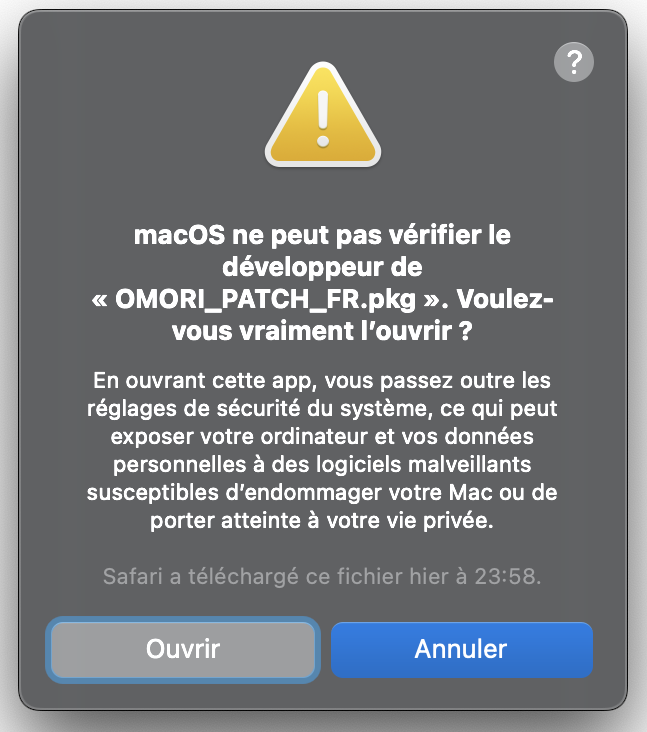 ?
macOS ne peut pas vérifier le
développeur de
« OMORI_PATCH_FR.pkg ». Voulez-
vous vraiment l’ouvrir ?
En ouvrant cette app, vous passez outre les
réglages de sécurité du système, ce qui peut
exposer votre ordinateur et vos données
personnelles à des logiciels malveillants
susceptibles d’endommager votre Mac ou de
porter atteinte à votre vie privée.
Safari a téléchargé ce fichier hier à 23:58.
Ouvrir
Annuler